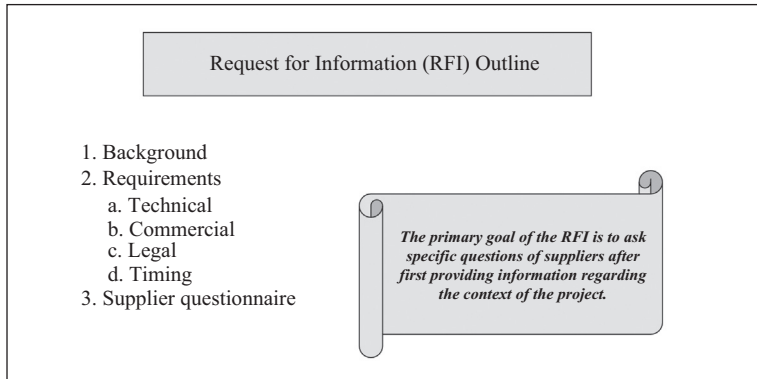 Request for Information (RFI) Outline
1. Background
2. Requirements
a. Technical
b. Commercial
c. Legal
d. Timing
3. Supplier questionnaire
The primary goal of the RFI is to ask
specific questions of suppliers after
first providing information regarding
the context of the project.